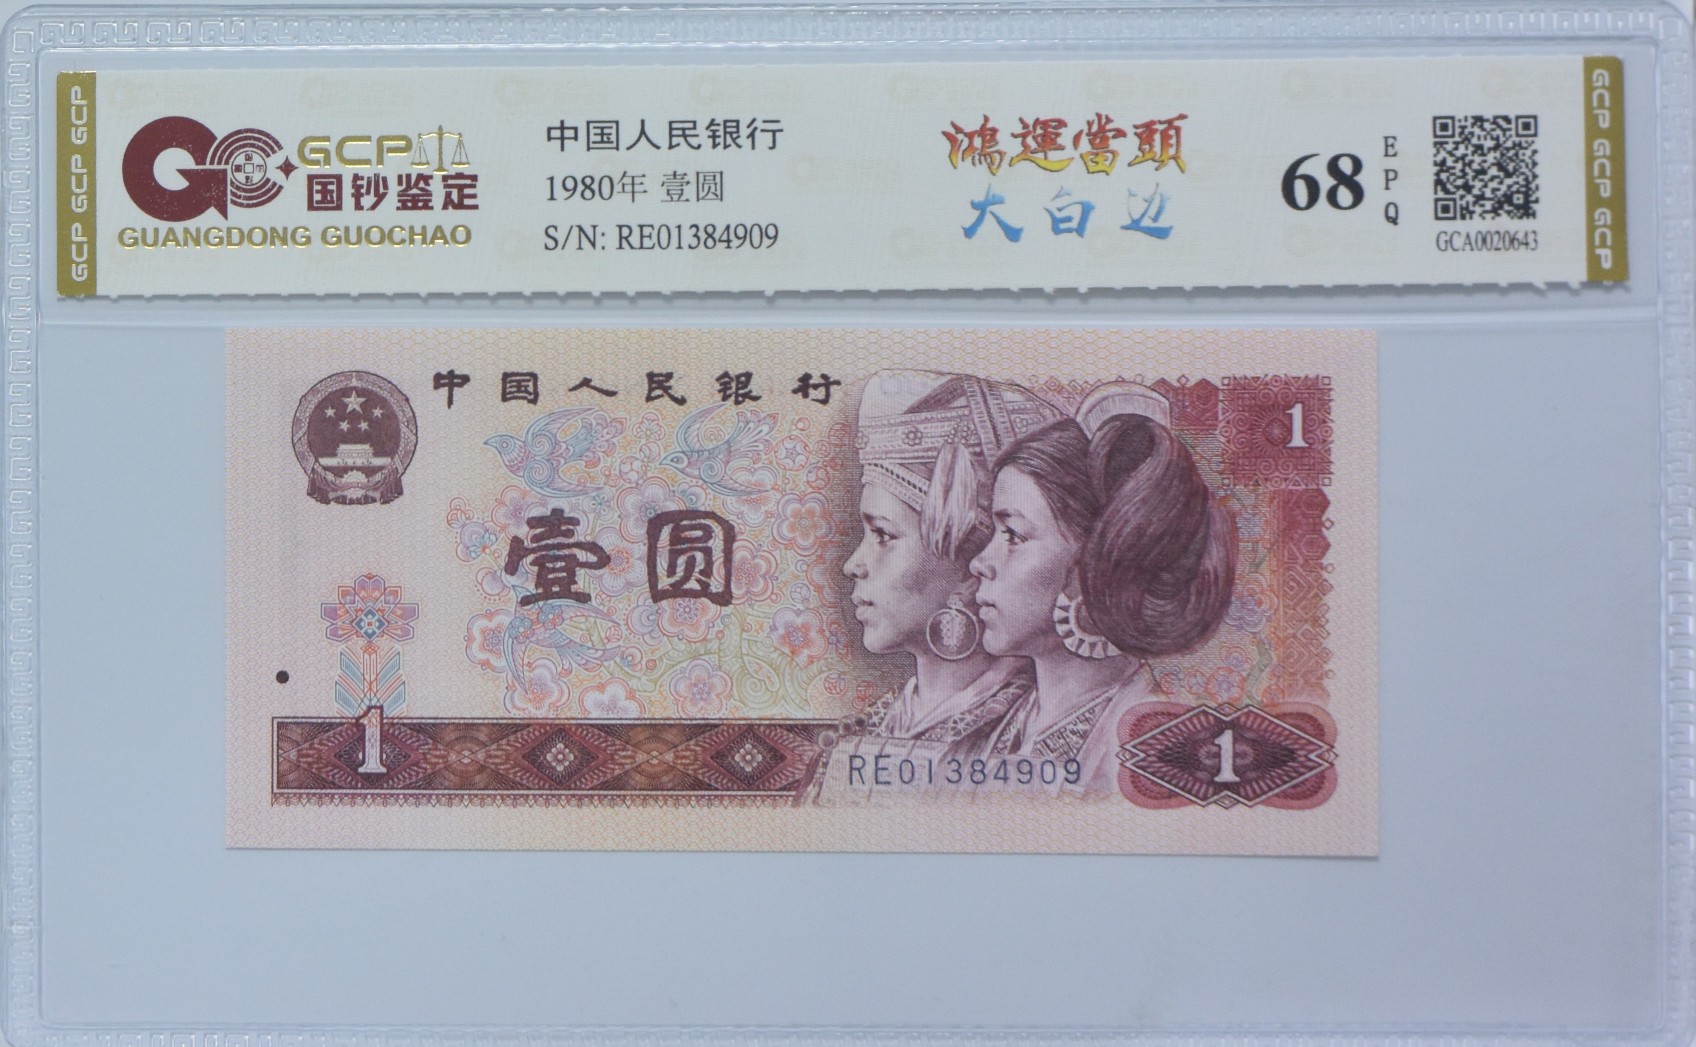 GCP GCP GCP
GCP
国钞鉴定
GUANGDONG GUOCHAO
中国人民银行
1980年 壹圆
S/N: RE01384909
鴻運當頭
大白边
68
EPQ
GCA0020643
GCP GCP GCP
中国人民银行
1
壹圆
1
RE01384909
1